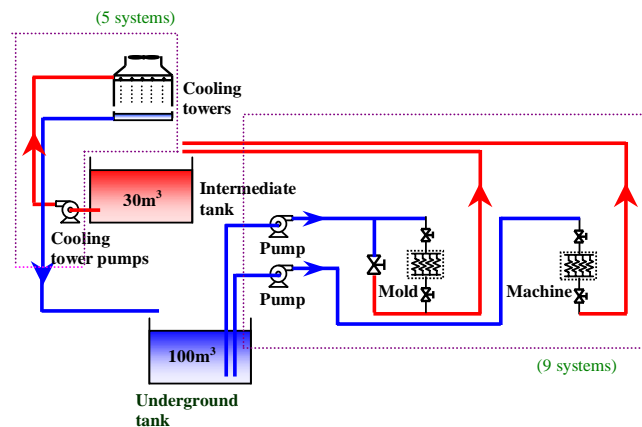 (5 systems)
Cooling
towers
30m³
Intermediate
tank
Cooling
tower pumps
Pump
Pump
Mold
Machine
100m³
(9 systems)
Underground
tank